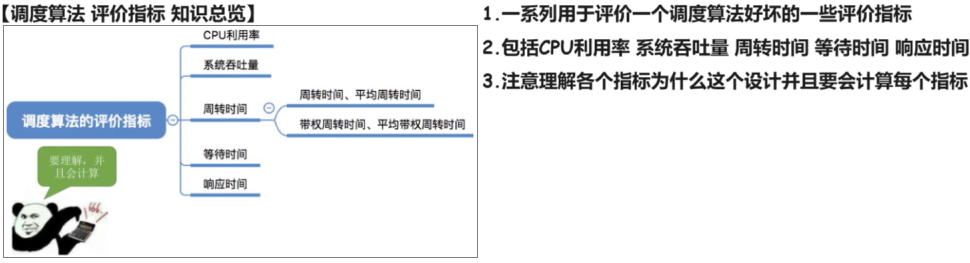 【调度算法 评价指标 知识总览】
CPU利用率
系统吞吐量
周转时间
周转时间、平均周转时间
带权周转时间、平均带权周转时间
调度算法的评价指标
等待时间
响应时间
要理解，并
且会计算
1.一系列用于评价一个调度算法好坏的一些评价指标
2.包括CPU利用率 系统吞吐量 周转时间 等待时间 响应时间
3.注意理解各个指标为什么这个设计并且要会计算每个指标